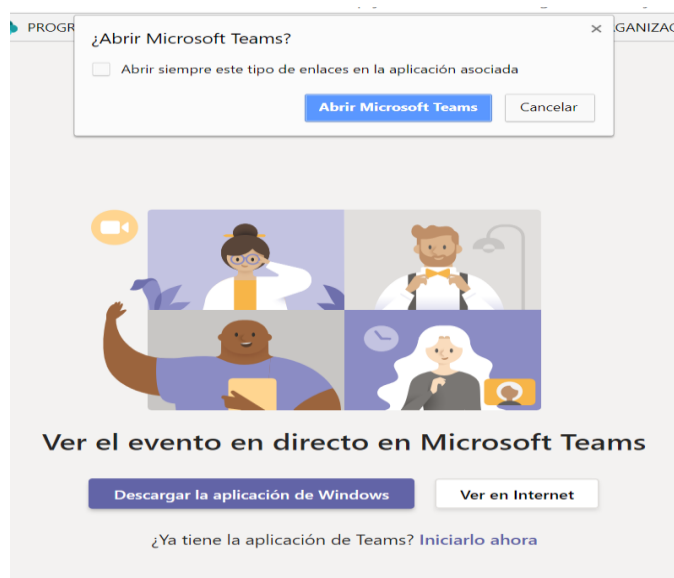 PROGR
GANIZAC
¿Abrir Microsoft Teams?
Abrir siempre este tipo de enlaces en la aplicación asociada
Abrir Microsoft Teams Cancelar
Ver el evento en directo en Microsoft Teams
Descargar la aplicación de Windows Ver en Internet
¿Ya tiene la aplicación de Teams? Iniciarlo ahora